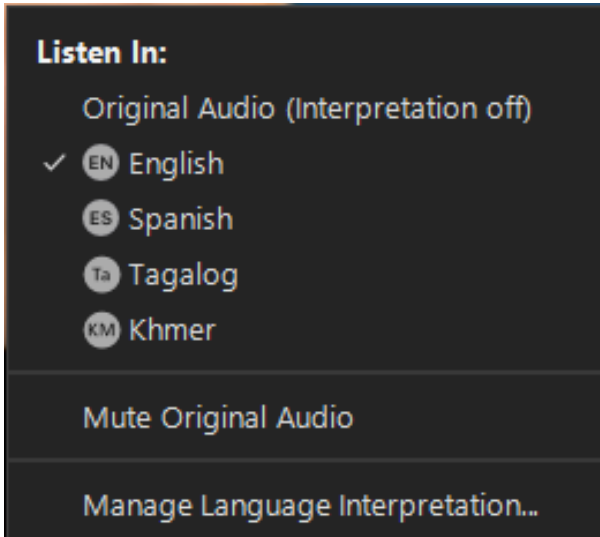 Listen In:
Original Audio (Interpretation off)
EN English
ES Spanish
Ta Tagalog
KM Khmer
Mute Original Audio
Manage Language Interpretation...